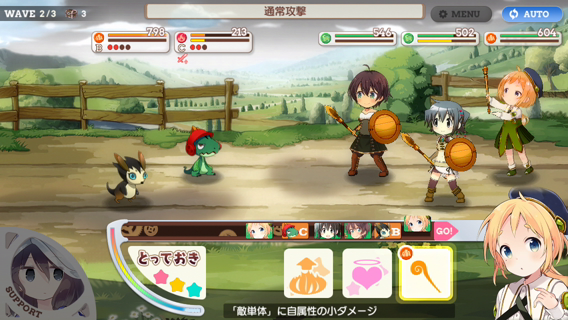 WAVE 2/3 3
通常攻撃
MENU
AUTO
798
B
213
C
546
502
604
C
B
GO!
とっておき
SUPPORT
「敵単体」に自属性の小ダメージ